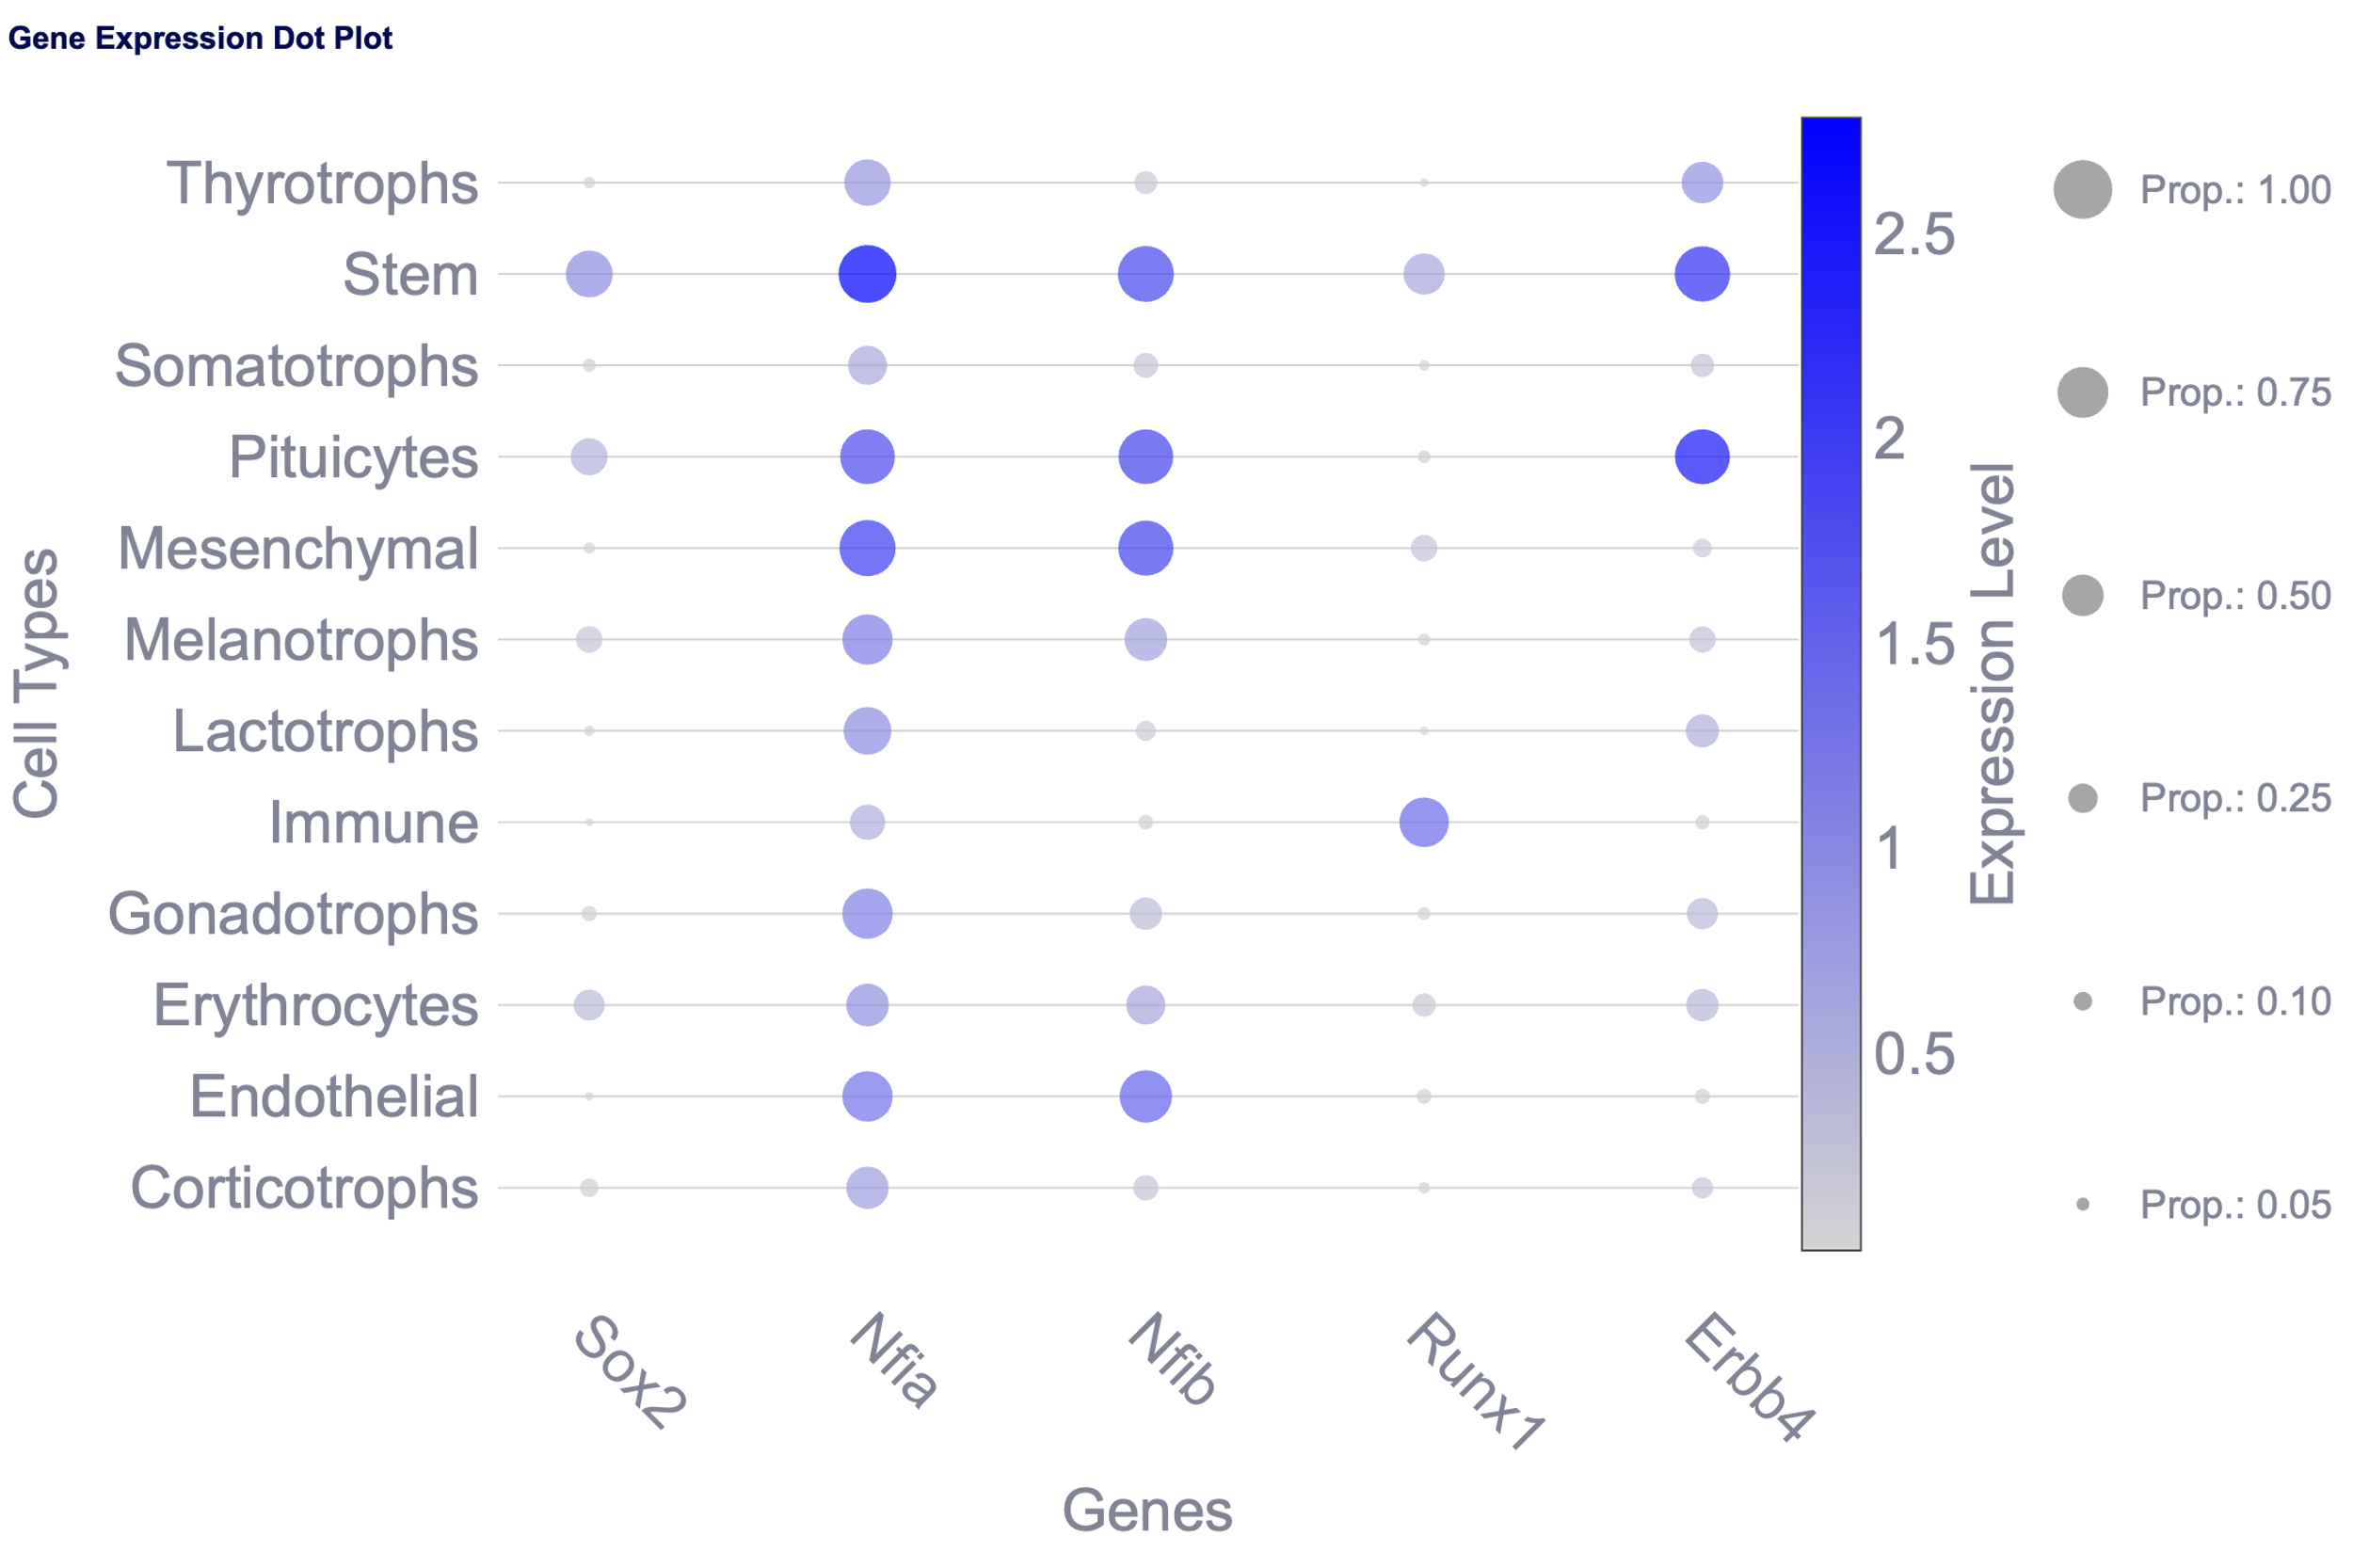 Gene Expression Dot Plot
Thyrotrophs
Stem
Somatotrophs
Pituicytes
Mesenchymal
Melanotrophs
Lactotrophs
Immune
Gonadotrophs
Erythrocytes
Endothelial
Corticotrophs
Cell Types
Sox2
Nfia
Nfib
Runx1
Erbb4
Genes
2.5
2
1.5
1
0.5
Expression Level
Prop.: 1.00
Prop.: 0.75
Prop.: 0.50
Prop.: 0.25
Prop.: 0.10
Prop.: 0.05